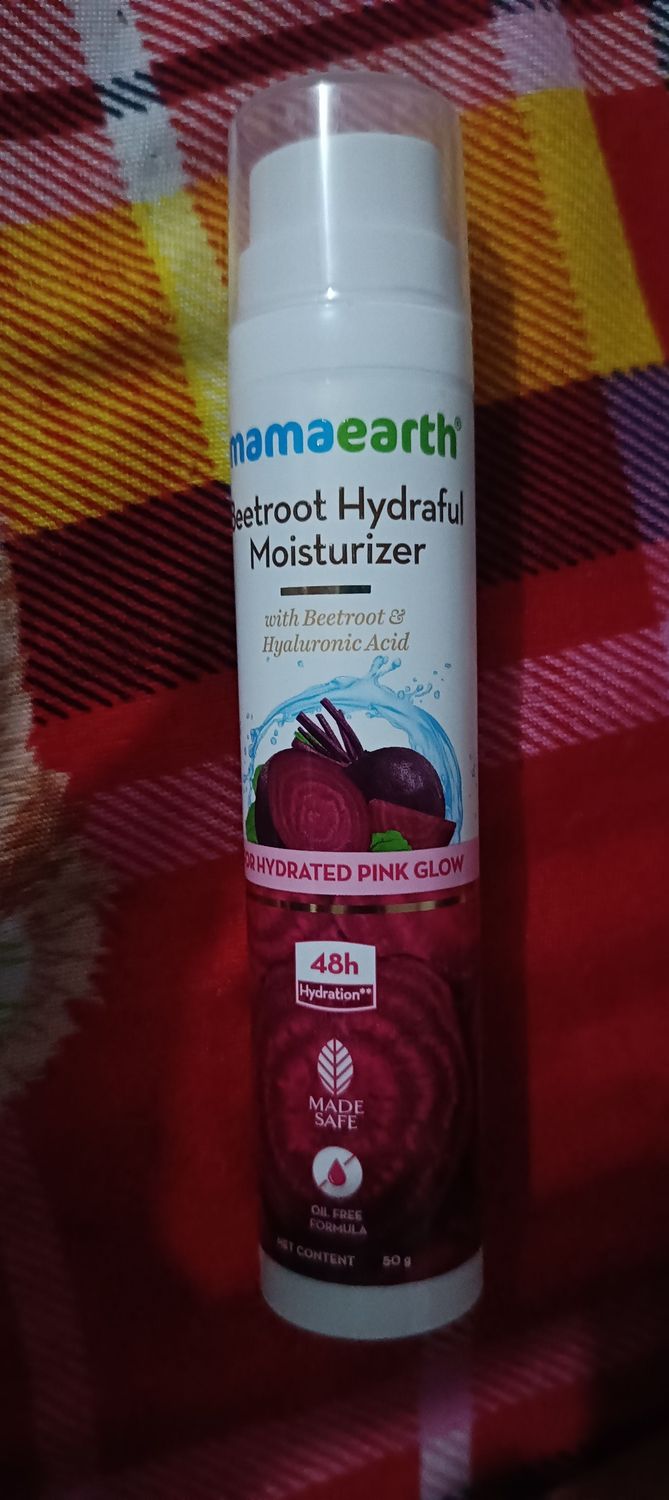 mamaearth®
Beetroot Hydraful
Moisturizer
with Beetroot &
Hyaluronic Acid
OR HYDRATED PINK GLOW
48h
Hydration**
MADE
SAFE
OIL FREE
FORMULA
NET CONTENT 50 g